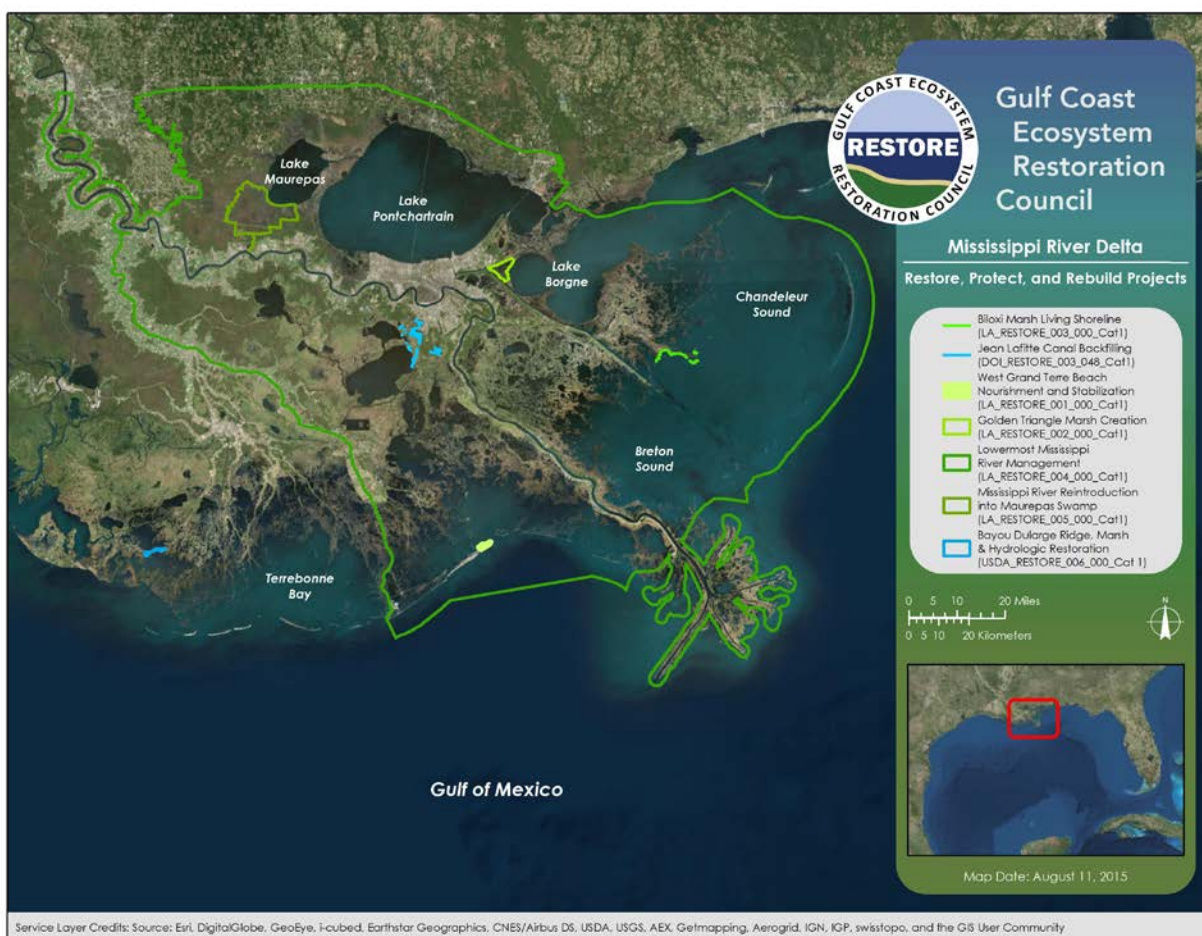 Lake
Maurepas
Lake
Pontchartrain
Lake
Borgne
Chandeleur
Sound
Breton
Sound
Terrebonne
Bay
Gulf of Mexico
GULF COAST ECOSYSTEM
RESTORE
RESTORATION COUNCIL
Gulf Coast
Ecosystem
Restoration
Council
Mississippi River Delta
Restore, Protect, and Rebuild Projects
Biloxi Marsh Living Shoreline
(LA_RESTORE_003_000_Cat1)
Jean Lafitte Canal Backfilling
(DOI_RESTORE_003_048_Cat1)
West Grand Terre Beach
Nourishment and Stabilization
(LA_RESTORE_001_000_Cat1)
Golden Triangle Marsh Creation
(LA_RESTORE_002_000_Cat1)
Lowermost Mississippi
River Management
(LA_RESTORE_004_000_Cat1)
Mississippi River Reintroduction
into Maurepas Swamp
(LA_RESTORE_005_000_Cat1)
Bayou Dularge Ridge, Marsh
& Hydrologic Restoration
(USDA_RESTORE_006_000_Cat 1)
0 5 10 20 Miles
0 5 10 20 Kilometers
N
Map Date: August 11, 2015
Service Layer Credits: Source: Esri, DigitalGlobe, GeoEye, i-cubed, Earthstar Geographics, CNES/Airbus DS, USDA, USGS, AEX, Getmapping, Aerogrid, IGN, IGP, swisstopo, and the GIS User Community